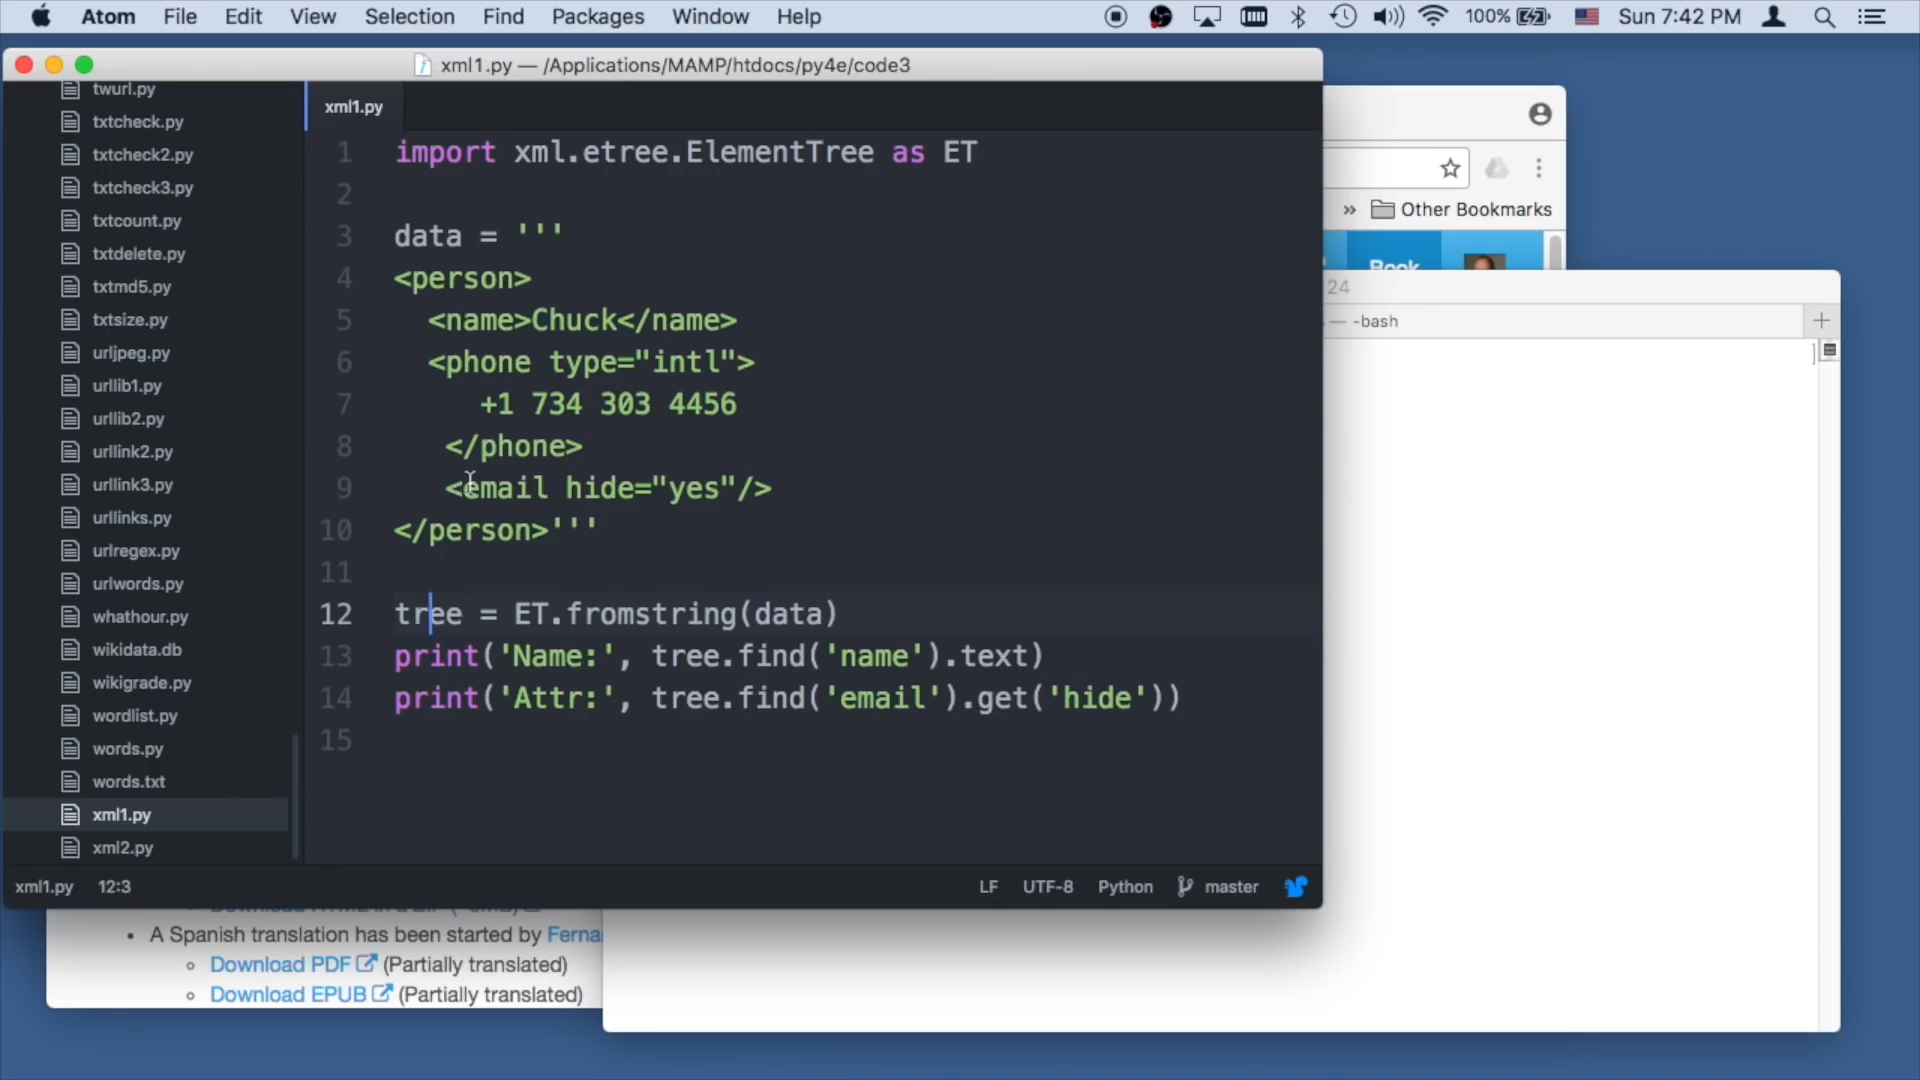 Atom File Edit View Selection Find Packages Window Help 100% Sun 7:42 PM
xml1.py — /Applications/MAMP/htdocs/py4e/code3
twurl.py
txtcheck.py
txtcheck2.py
txtcheck3.py
txtcount.py
txtdelete.py
txtmd5.py
txtsize.py
urljpeg.py
urllib1.py
urllib2.py
urllink2.py
urllink3.py
urllinks.py
urlregex.py
urlwords.py
whathour.py
wikidata.db
wikigrade.py
wordlist.py
words.py
words.txt
xml1.py
xml2.py
xml1.py
1 import xml.etree.ElementTree as ET
2
3 data = '''
4 <person>
5 <name>Chuck</name>
6 <phone type="intl">
7 +1 734 303 4456
8 </phone>
9 <email hide="yes"/>
10 </person>'''
11
12 tree = ET.fromstring(data)
13 print('Name:', tree.find('name').text)
14 print('Attr:', tree.find('email').get('hide'))
15
xml1.py 12:3 LF UTF-8 Python master
» Other Bookmarks
Book
24
— -bash
• A Spanish translation has been started by
Download PDF (Partially translated)
Download EPUB (Partially translated)